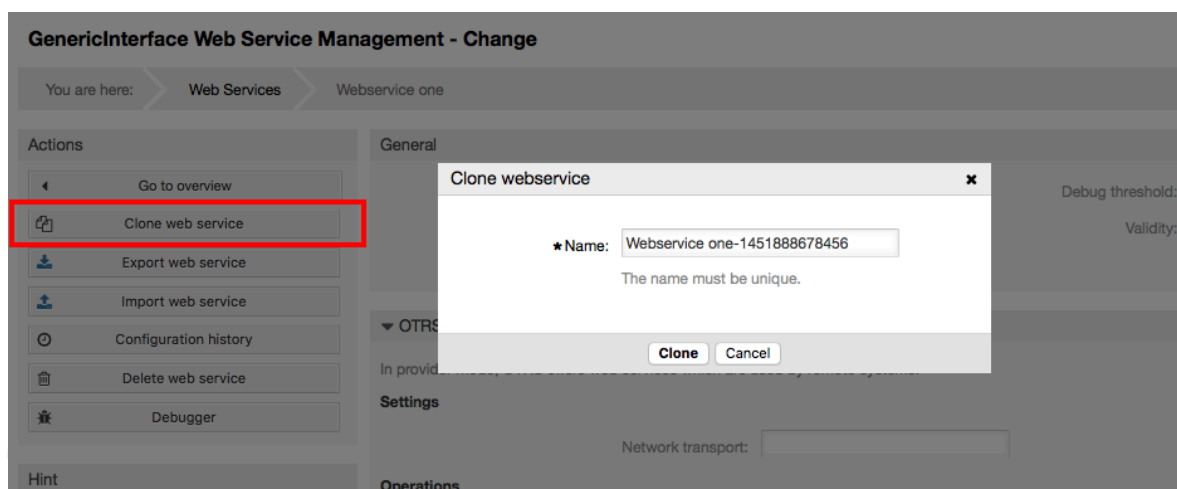 GenericInterface Web Service Management - Change
You are here:
Web Services
Webservice one
Actions
Go to overview
Clone web service
Export web service
Import web service
Configuration history
Delete web service
Debugger
Hint
General
Debug threshold:
Validity:
Clone webservice
* Name: Webservice one-1451888678456
The name must be unique.
Clone
Cancel
OTRS
In provider
Settings
Network transport:
Operations